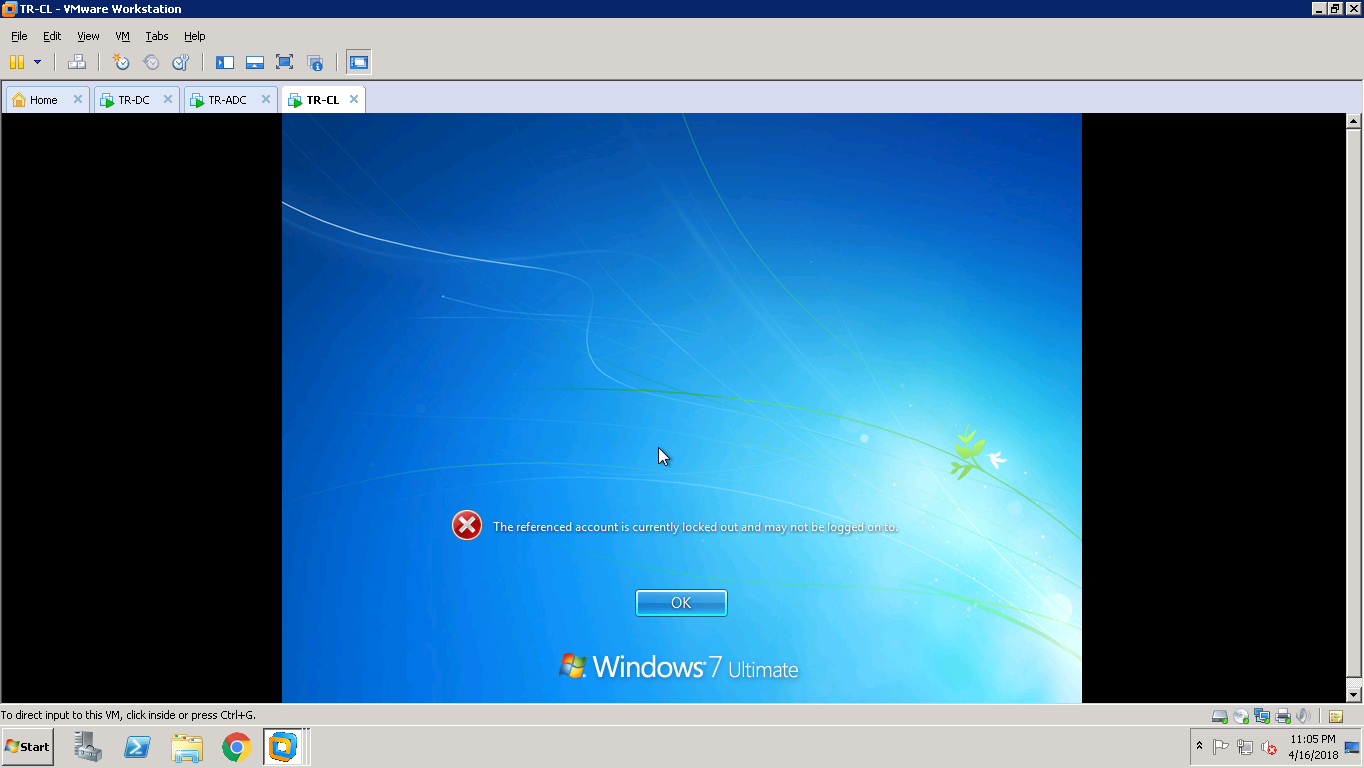 TR-CL - VMware Workstation
File Edit View VM Tabs Help
Home TR-DC TR-ADC TR-CL
The referenced account is currently locked out and may not be logged on to.
OK
Windows 7 Ultimate
To direct input to this VM, click inside or press Ctrl+G.
Start
11:05 PM
4/16/2018